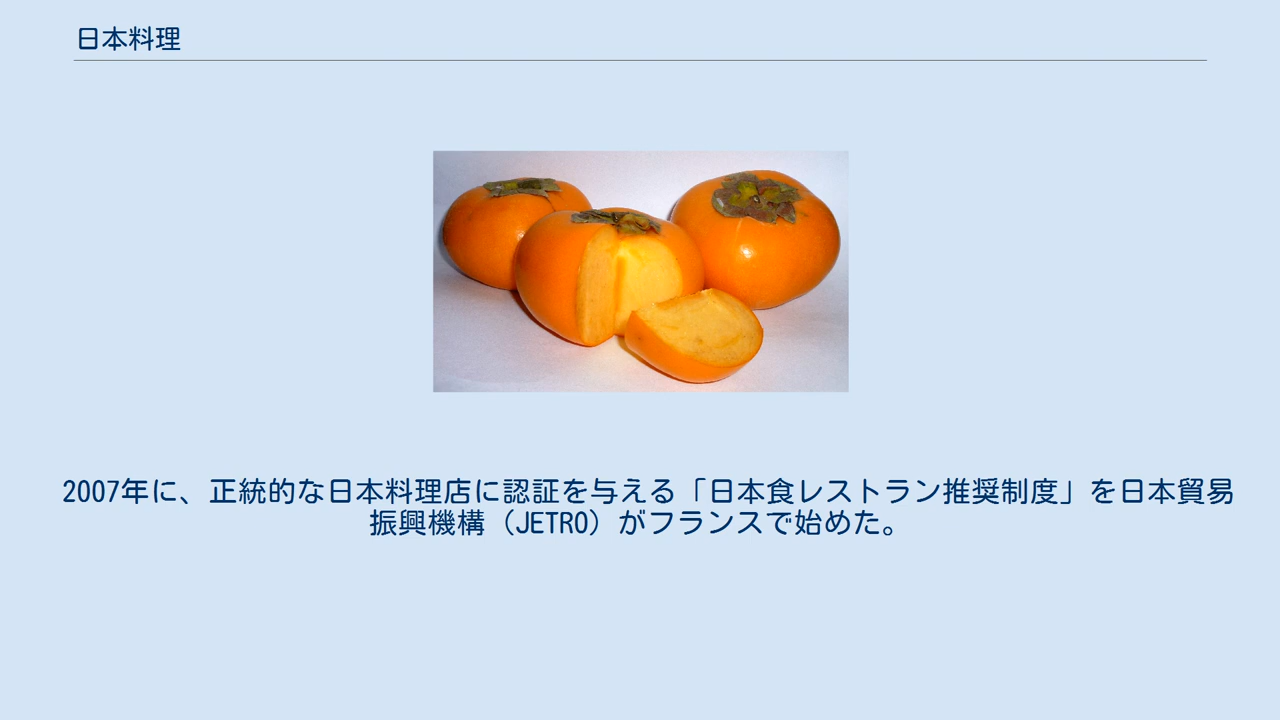 日本料理
2007年に、正統的な日本料理店に認証を与える「日本食レストラン推奨制度」を日本貿易
振興機構（JETRO）がフランスで始めた。